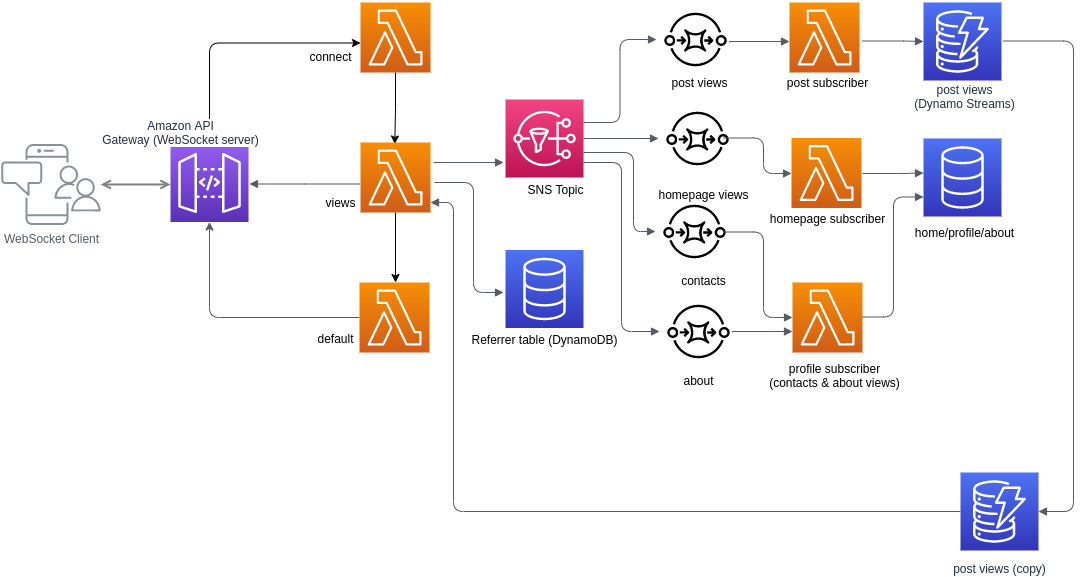 connect
post views
post subscriber
post views
(Dynamo Streams)
Amazon API
Gateway (WebSocket server)
</>
WebSocket Client
views
SNS Topic
homepage views
homepage subscriber
home/profile/about
contacts
default
Referrer table (DynamoDB)
about
profile subscriber
(contacts & about views)
post views (copy)